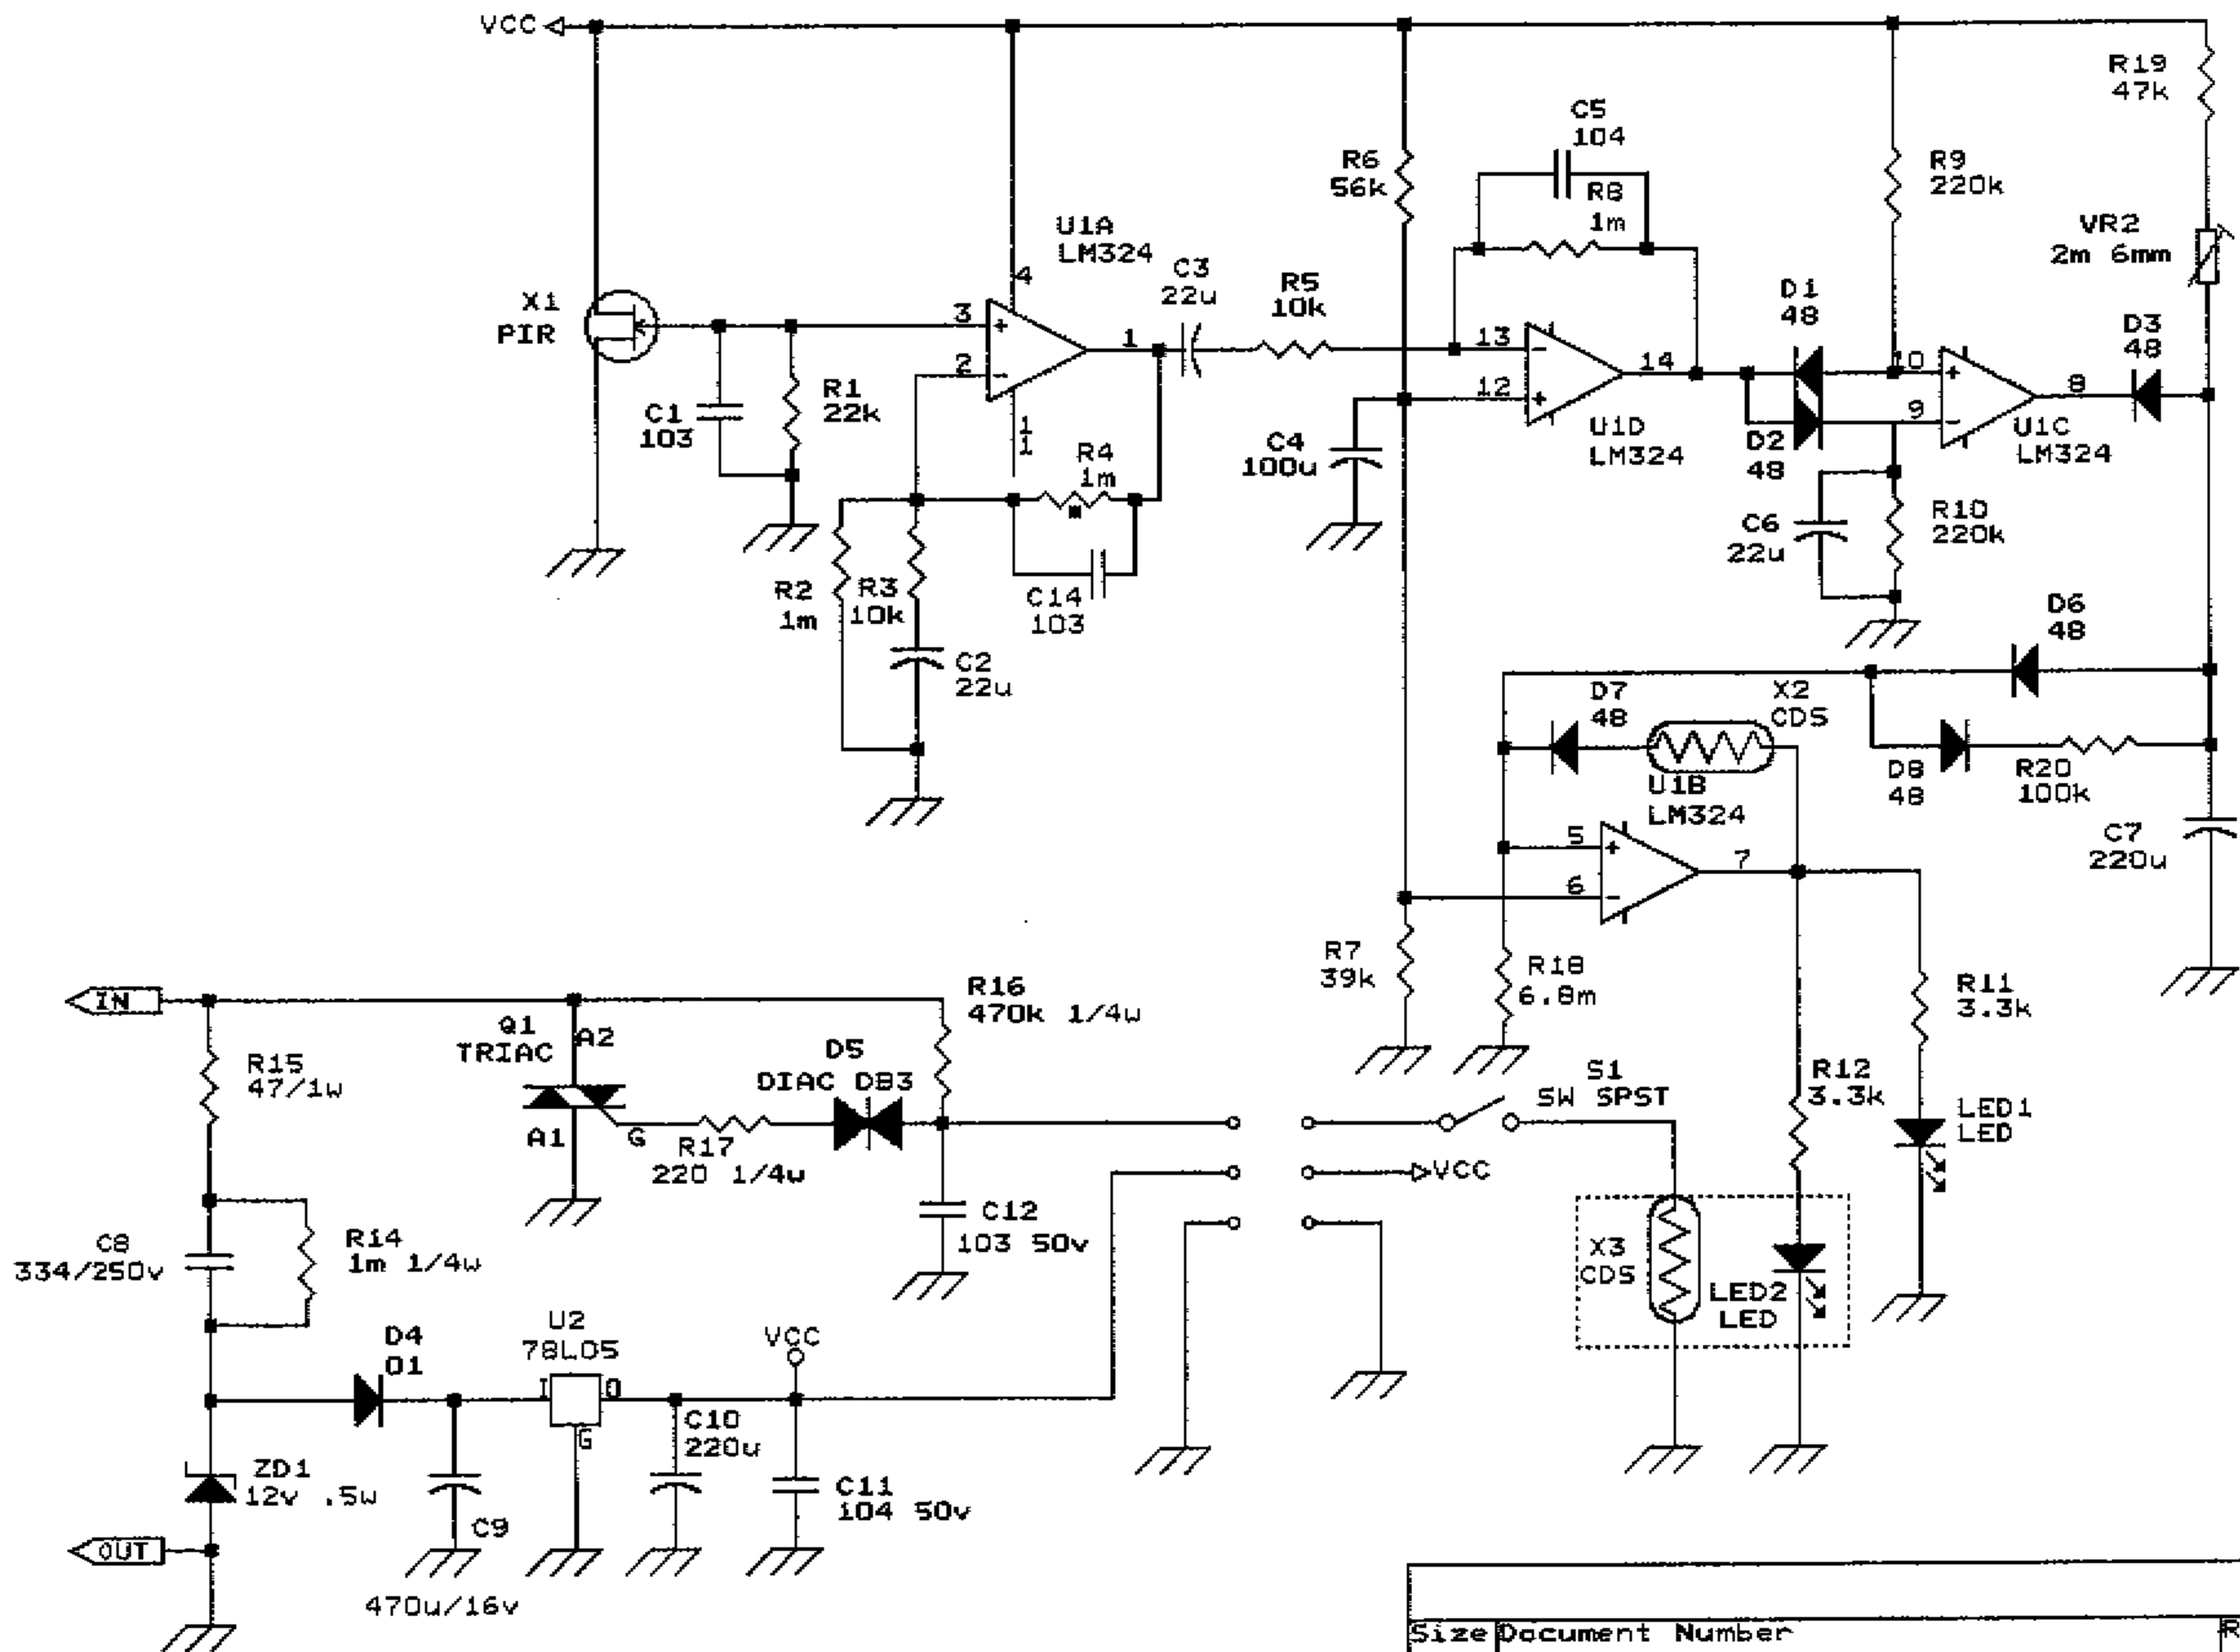 VCC
R19
47k
C5
104
R6
56k
R8
1m
R9
220k
VR2
2m 6mm
U1A
LM324
4
C3
22u
R5
10k
X1
PIR
3
2
1
1
1
13
12
14
U1D
LM324
D1
48
D2
48
10
9
8
U1C
LM324
D3
48
C1
103
R1
22k
R4
1m
C4
100u
C6
22u
R10
220k
R2
1m
R3
10k
C14
103
C2
22u
D6
48
D7
48
X2
CDS
D8
48
R20
100k
U1B
LM324
5
6
7
C7
220u
R7
39k
R18
6.8m
R11
3.3k
IN
R16
470k 1/4w
Q1
TRIAC
A2
D5
DIAC DB3
R15
47/1w
A1
G
R17
220 1/4w
S1
SW SPST
R12
3.3k
LED1
LED
VCC
C8
334/250v
R14
1m 1/4w
C12
103 50v
X3
CDS
LED2
LED
D4
01
U2
78L05
I
O
G
VCC
C10
220u
C11
104 50v
ZD1
12v .5w
C9
470u/16v
OUT
Size
Document Number
R